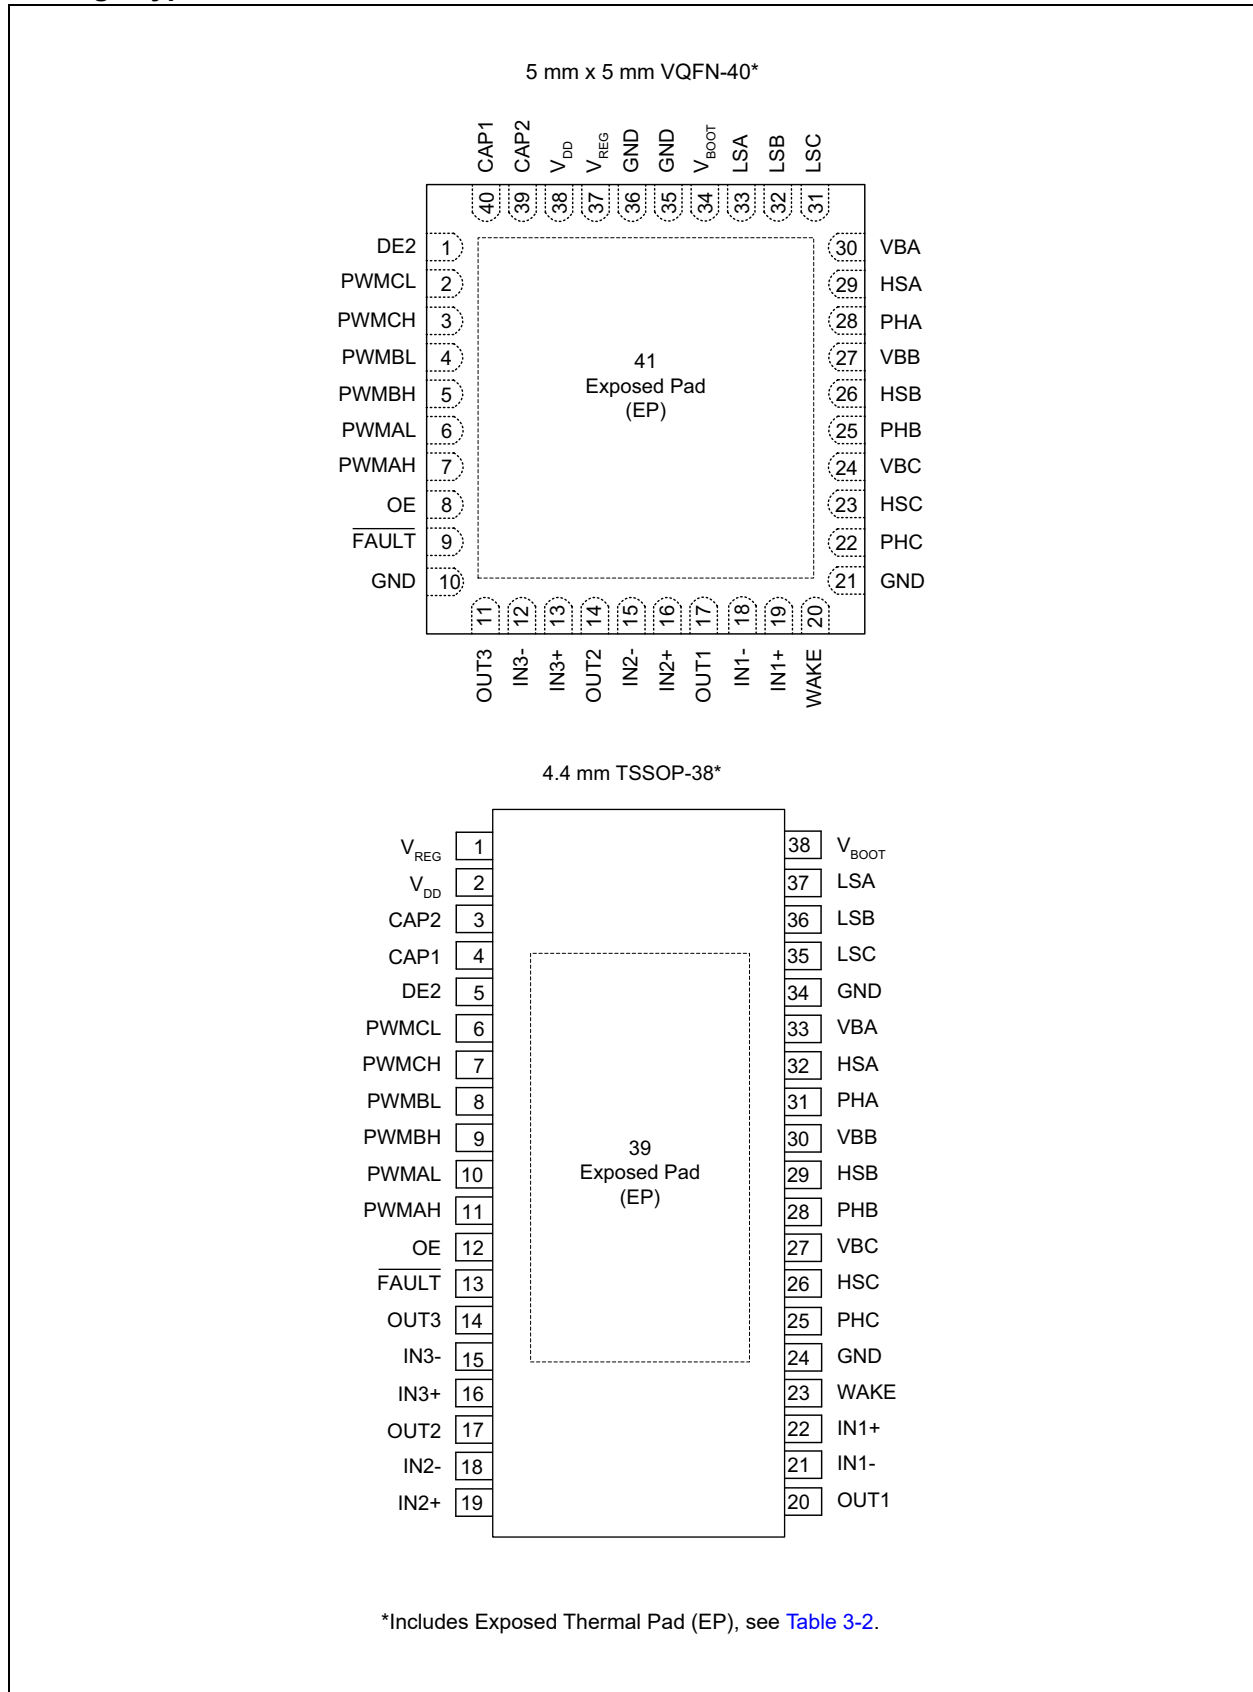 5 mm x 5 mm VQFN-40*
CAP1
CAP2
VDD
VREG
GND
GND
VBOOT
LSA
LSB
LSC
40
39
38
37
36
35
34
33
32
31
DE2 1
PWMCL 2
PWMCH 3
PWMBL 4
PWMBH 5
PWMAL 6
PWMAH 7
OE 8
FAULT 9
GND 10
41
Exposed Pad
(EP)
30 VBA
29 HSA
28 PHA
27 VBB
26 HSB
25 PHB
24 VBC
23 HSC
22 PHC
21 GND
11
12
13
14
15
16
17
18
19
20
OUT3
IN3-
IN3+
OUT2
IN2-
IN2+
OUT1
IN1-
IN1+
WAKE
4.4 mm TSSOP-38*
VREG 1
VDD 2
CAP2 3
CAP1 4
DE2 5
PWMCL 6
PWMCH 7
PWMBL 8
PWMBH 9
PWMAL 10
PWMAH 11
OE 12
FAULT 13
OUT3 14
IN3- 15
IN3+ 16
OUT2 17
IN2- 18
IN2+ 19
39
Exposed Pad
(EP)
38 VBOOT
37 LSA
36 LSB
35 LSC
34 GND
33 VBA
32 HSA
31 PHA
30 VBB
29 HSB
28 PHB
27 VBC
26 HSC
25 PHC
24 GND
23 WAKE
22 IN1+
21 IN1-
20 OUT1
*Includes Exposed Thermal Pad (EP), see Table 3-2.